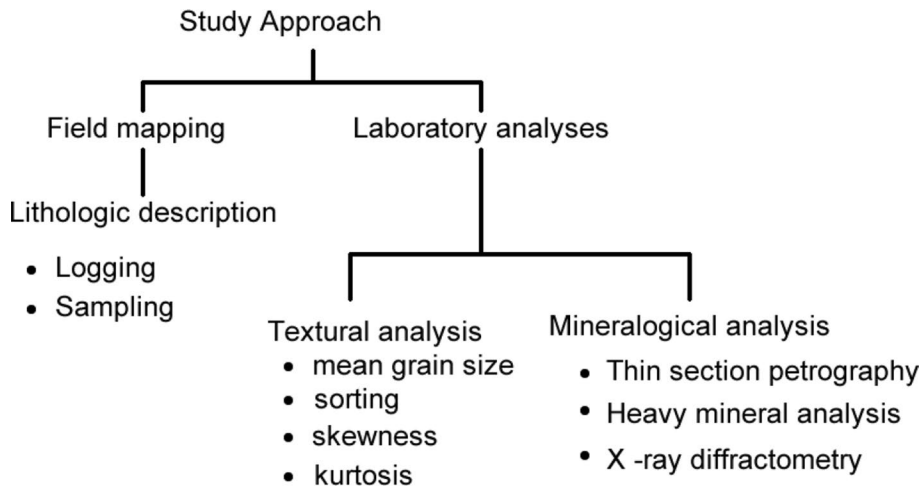 Study Approach
Field mapping
Laboratory analyses
Lithologic description
• Logging
• Sampling
Textural analysis
• mean grain size
• sorting
• skewness
• kurtosis
Mineralogical analysis
• Thin section petrography
• Heavy mineral analysis
• X -ray diffractometry